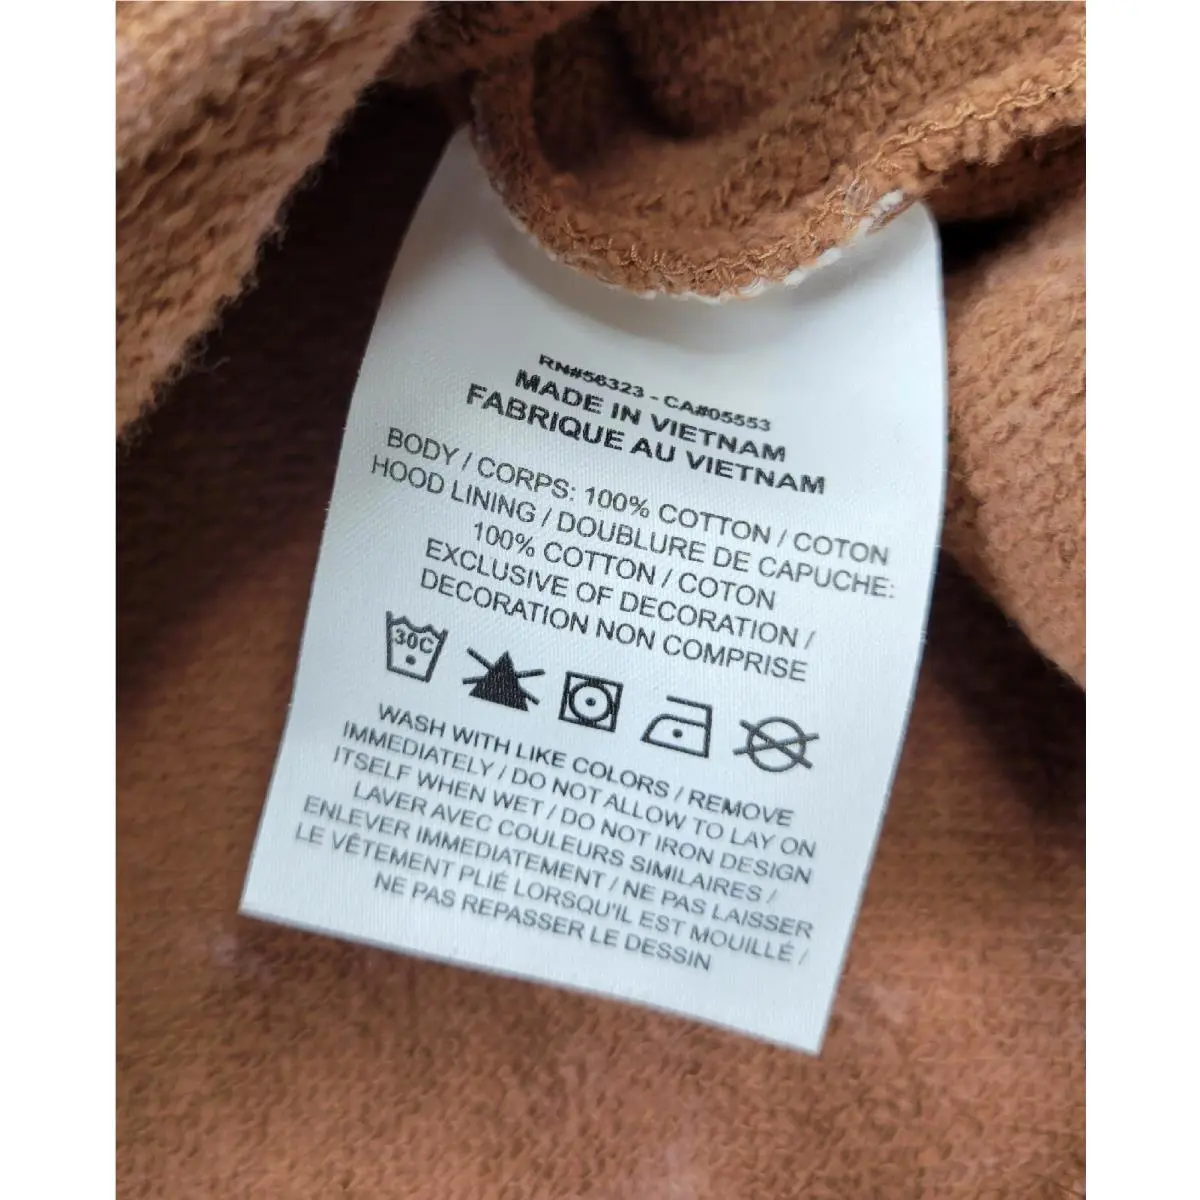 RN#56323 - CA#05553
MADE IN VIETNAM
FABRIQUE AU VIETNAM
BODY / CORPS: 100% COTTON / COTON
HOOD LINING / DOUBLURE DE CAPUCHE:
100% COTTON / COTON
EXCLUSIVE OF DECORATION /
DECORATION NON COMPRISE
30C
WASH WITH LIKE COLORS / REMOVE
IMMEDIATELY / DO NOT ALLOW TO LAY ON
ITSELF WHEN WET / DO NOT IRON DESIGN
LAVER AVEC COULEURS SIMILAIRES /
ENLEVER IMMEDIATEMENT / NE PAS LAISSER
LE VÊTEMENT PLIÉ LORSQU'IL EST MOUILLÉ /
NE PAS REPASSER LE DESSIN